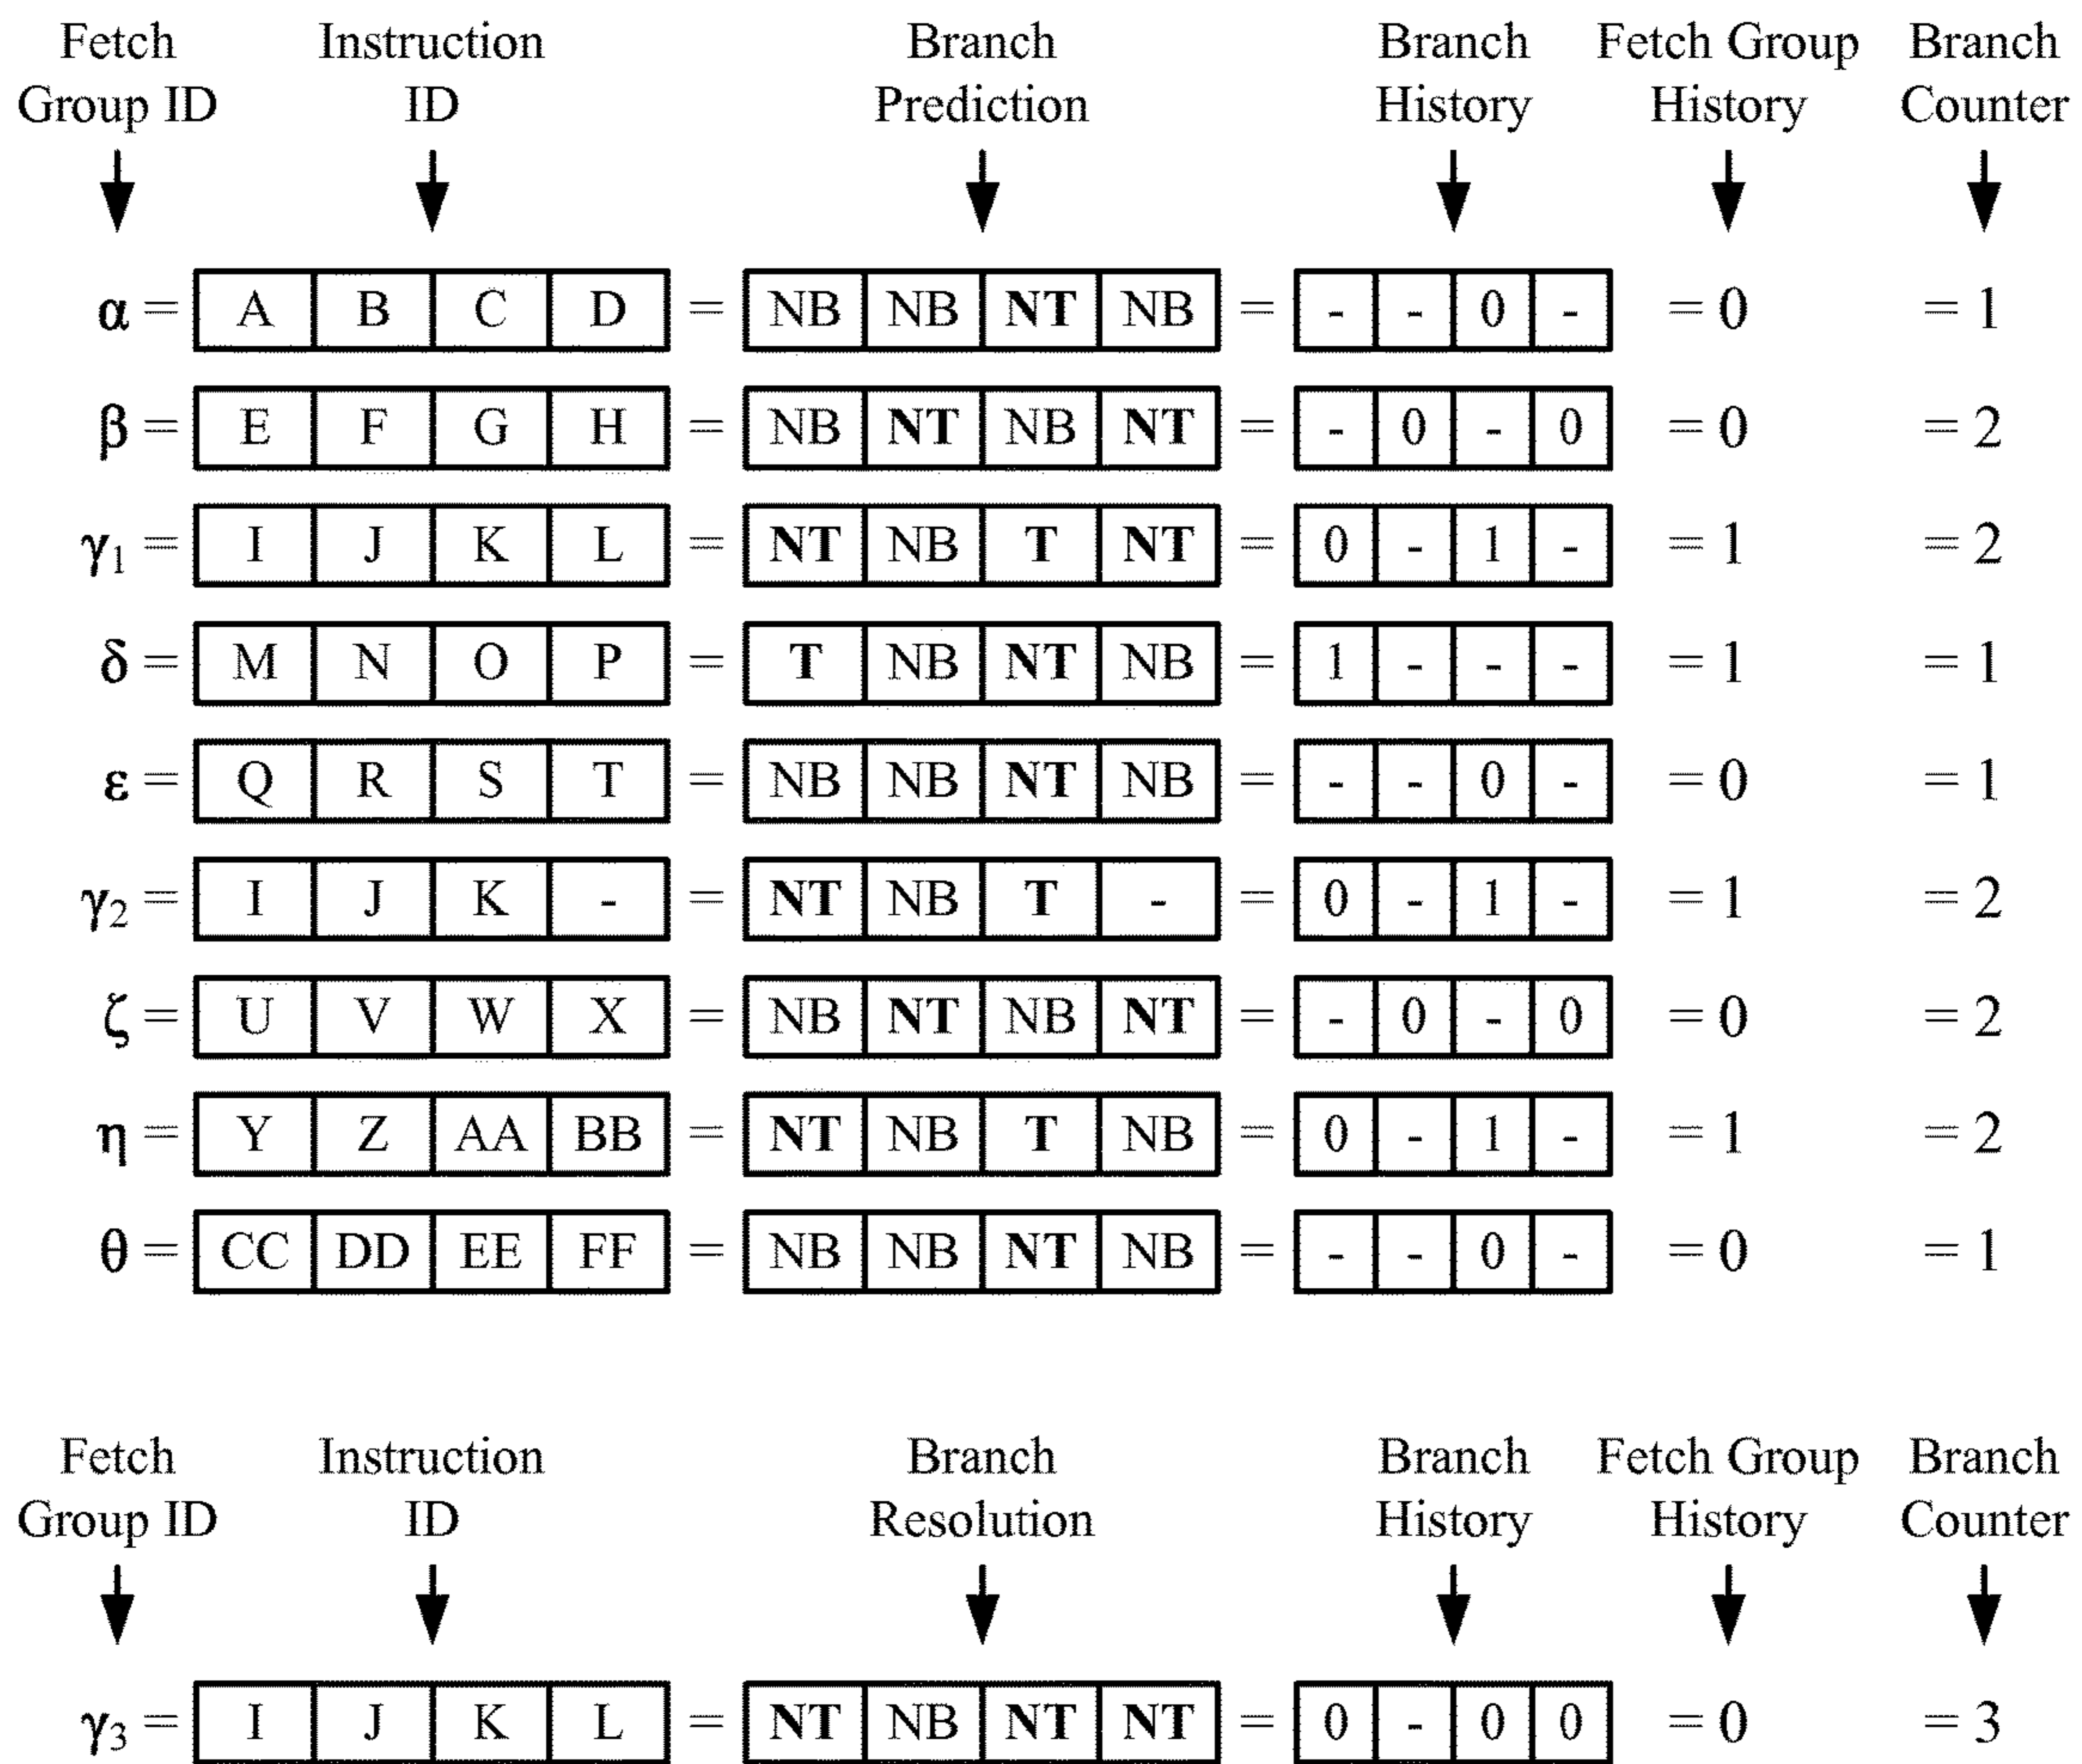 Fetch Instruction Branch Branch Fetch Group Branch
Group ID ID Prediction History History Counter
α = A B C D = NB NB NT NB = - - 0 - = 0 = 1
β = E F G H = NB NT NB NT = - 0 - 0 = 0 = 2
γ1 = I J K L = NT NB T NT = 0 - 1 - = 1 = 2
δ = M N O P = T NB NT NB = 1 - - - = 1 = 1
ε = Q R S T = NB NB NT NB = - - 0 - = 0 = 1
γ2 = I J K - = NT NB T - = 0 - 1 - = 1 = 2
ζ = U V W X = NB NT NB NT = - 0 - 0 = 0 = 2
η = Y Z AA BB = NT NB T NB = 0 - 1 - = 1 = 2
θ = CC DD EE FF = NB NB NT NB = - - 0 - = 0 = 1
Fetch Instruction Branch Branch Fetch Group Branch
Group ID ID Resolution History History Counter
γ3 = I J K L = NT NB NT NT = 0 - 0 0 = 0 = 3